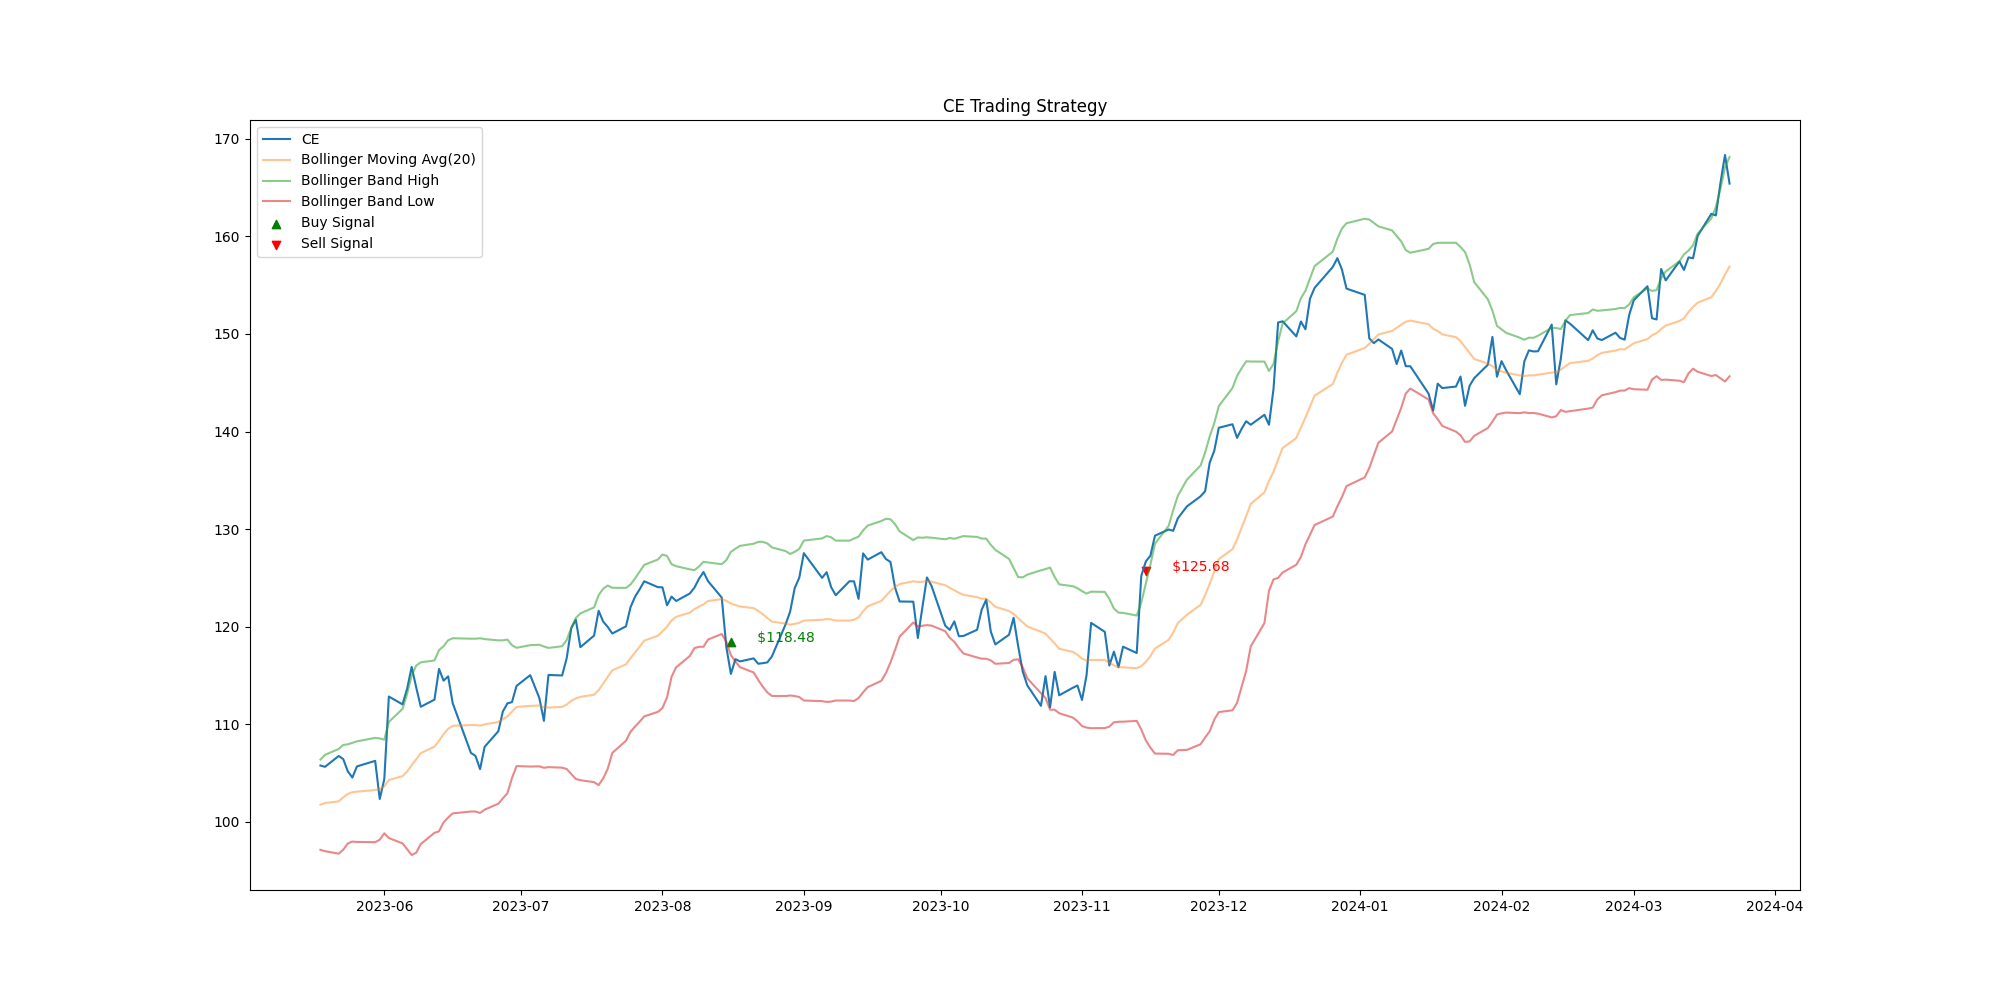 CE Trading Strategy
CE
Bollinger Moving Avg(20)
Bollinger Band High
Bollinger Band Low
Buy Signal
Sell Signal
170
160
150
140
130
120
110
100
$125.68
$118.48
2023-06 2023-07 2023-08 2023-09 2023-10 2023-11 2023-12 2024-01 2024-02 2024-03 2024-04